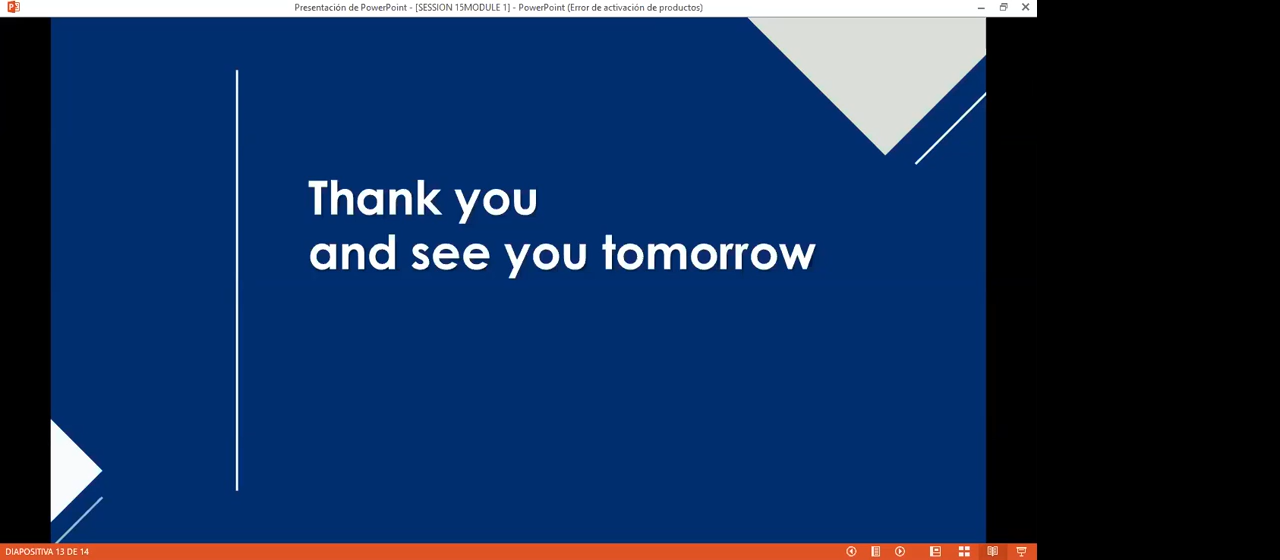 Presentación de PowerPoint - [SESSION 15MODULE 1] - PowerPoint (Error de activación de productos)
Thank you
and see you tomorrow
DIAPOSITIVA 13 DE 14